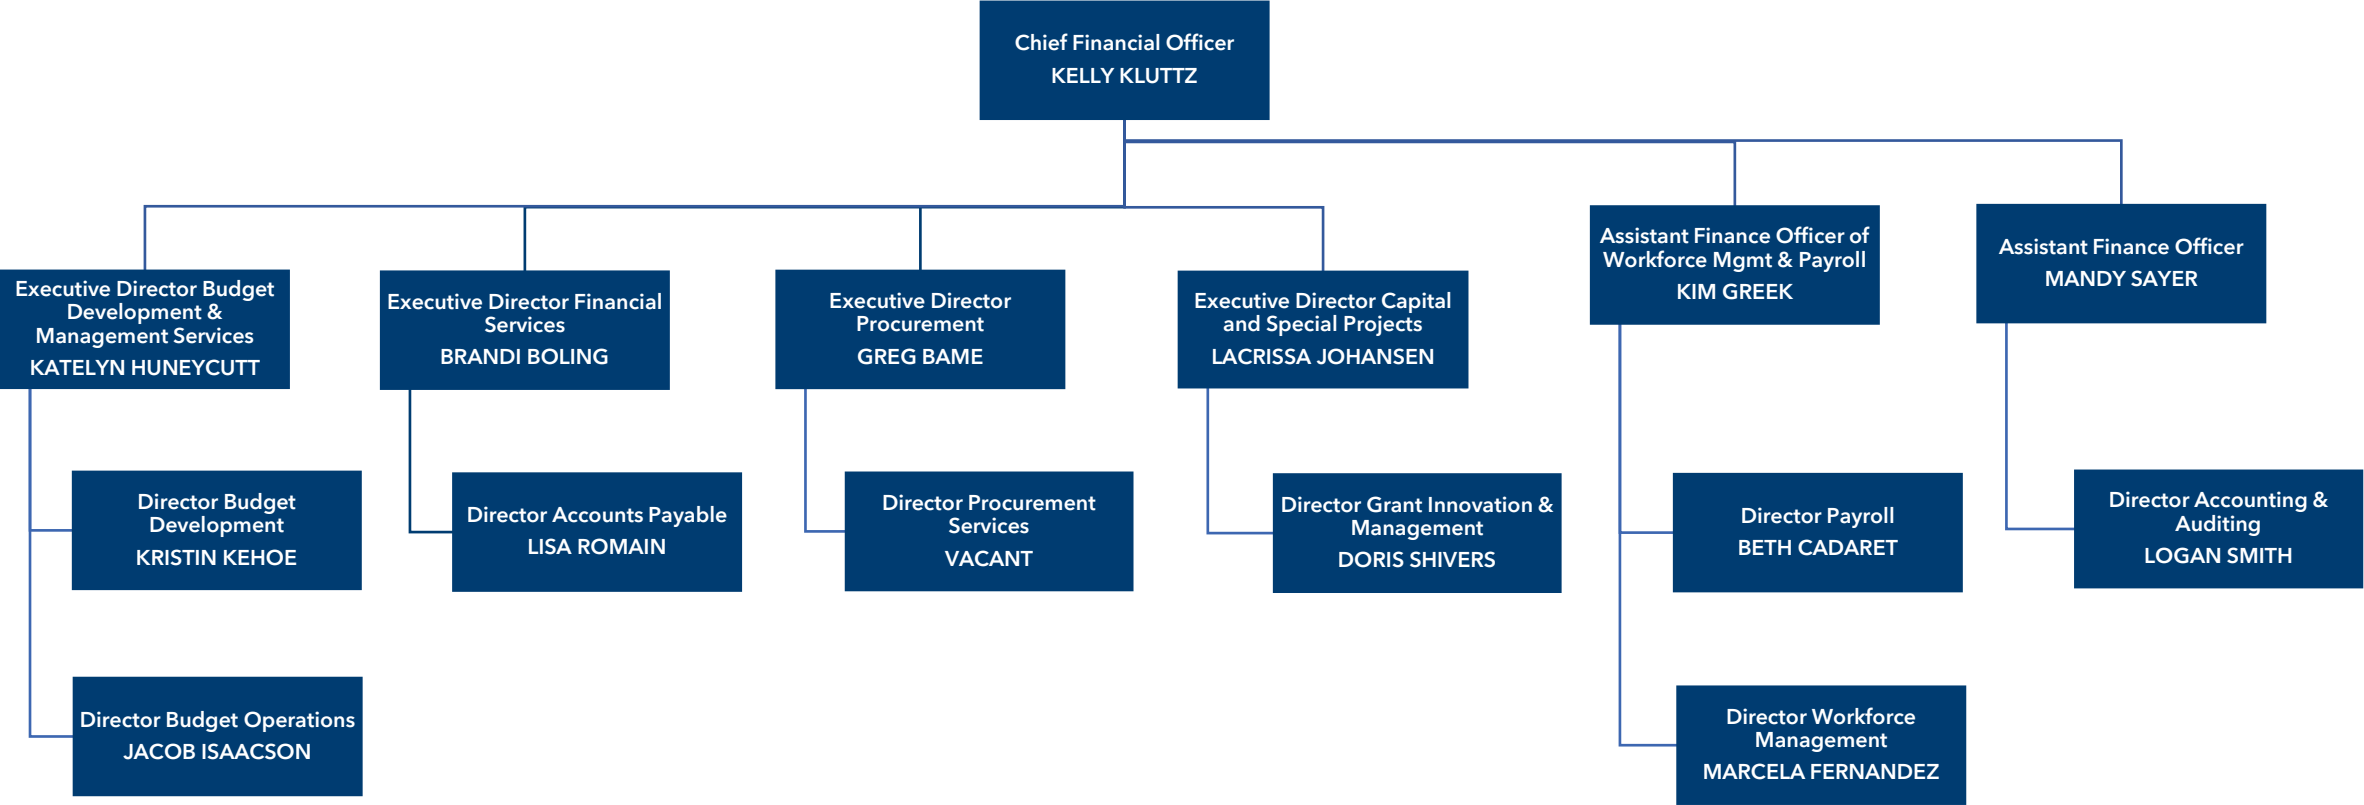 Chief Financial Officer
KELLY KLUTTZ
Executive Director Budget
Development &
Management Services
KATELYN HUNEYCUTT
Executive Director Financial
Services
BRANDI BOLING
Executive Director
Procurement
GREG BAME
Executive Director Capital
and Special Projects
LACRISSA JOHANSEN
Assistant Finance Officer of
Workforce Mgmt & Payroll
KIM GREEK
Assistant Finance Officer
MANDY SAYER
Director Budget
Development
KRISTIN KEHOE
Director Accounts Payable
LISA ROMAIN
Director Procurement
Services
VACANT
Director Grant Innovation &
Management
DORIS SHIVERS
Director Payroll
BETH CADARET
Director Accounting &
Auditing
LOGAN SMITH
Director Budget Operations
JACOB ISAACSON
Director Workforce
Management
MARCELA FERNANDEZ